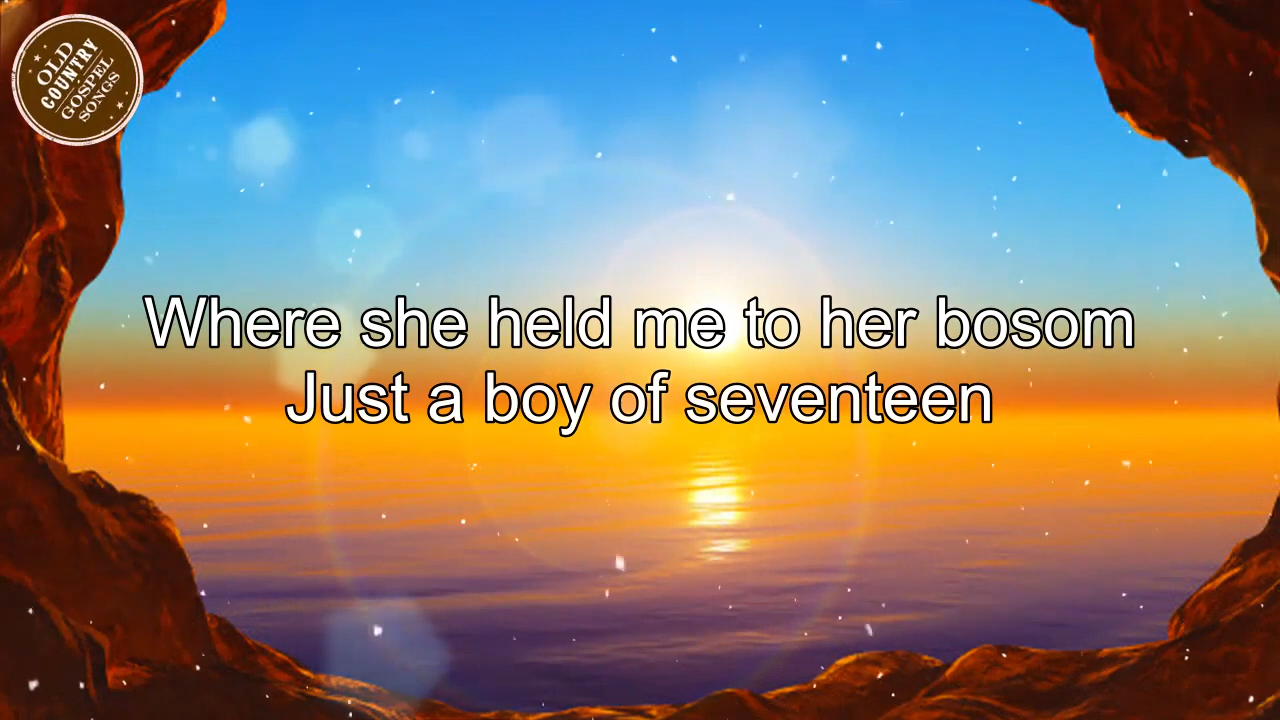 OLD
COUNTRY
GOSPEL
SONGS
Where she held me to her bosom
Just a boy of seventeen